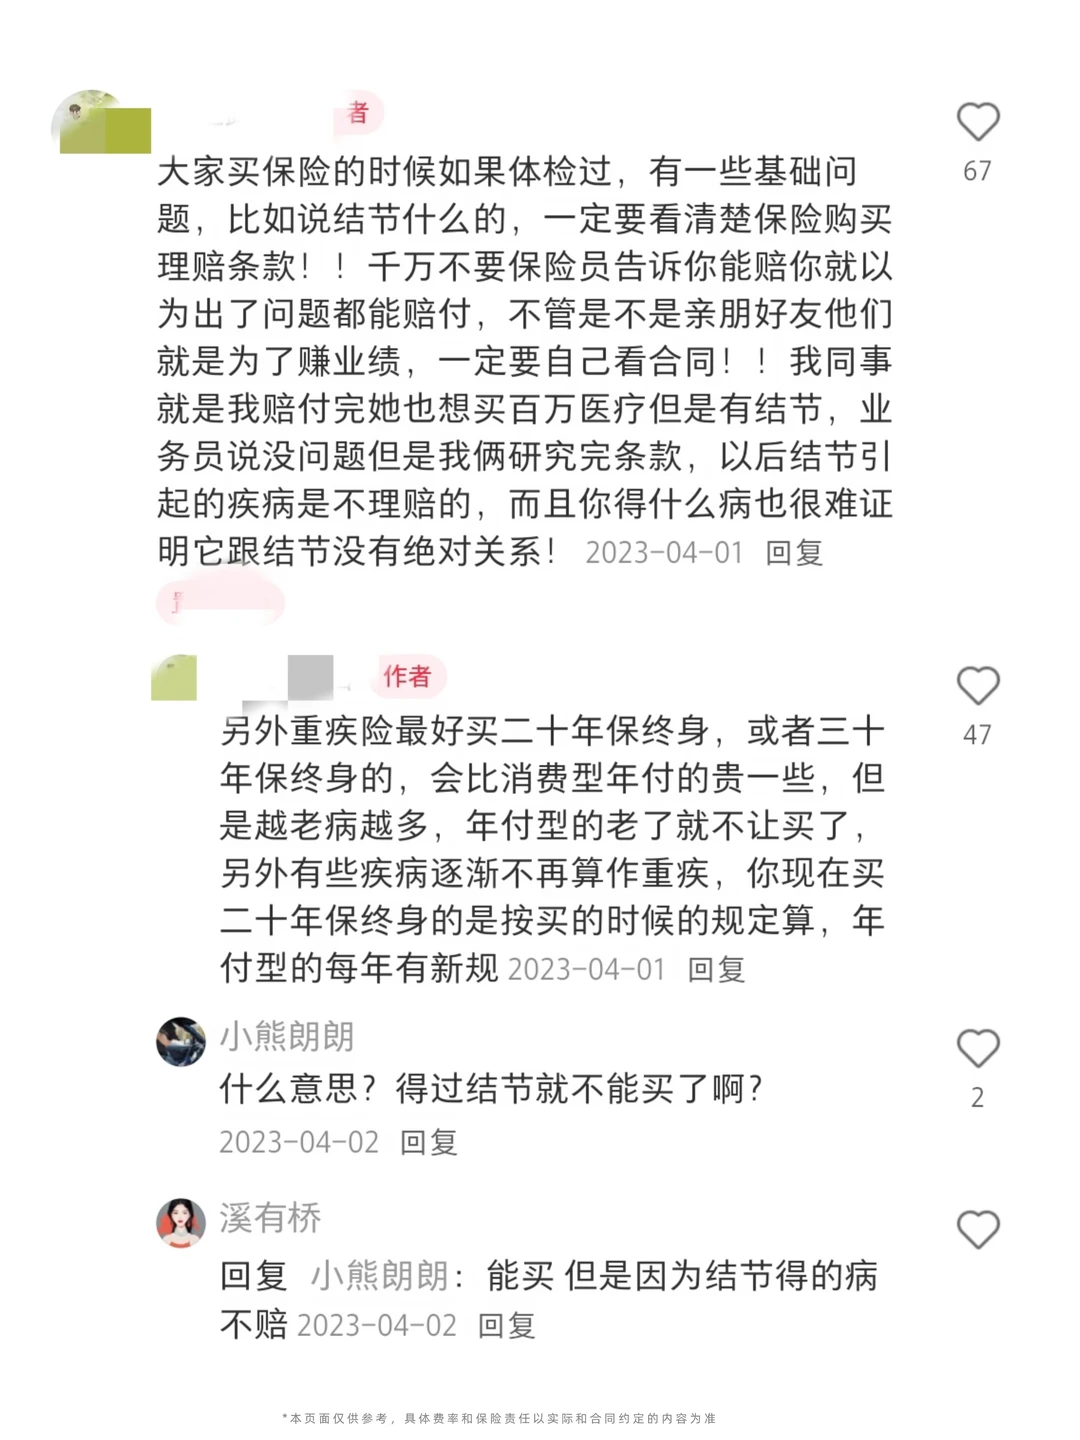 者
67
大家买保险的时候如果体检过，有一些基础问
题，比如说结节什么的，一定要看清楚保险购买
理赔条款！！千万不要保险员告诉你能赔你就以
为出了问题都能赔付，不管是不是亲朋好友他们
就是为了赚业绩，一定要自己看合同！！我同事
就是我赔付完她也想买百万医疗但是有结节，业
务员说没问题但是我俩研究完条款，以后结节引
起的疾病是不理赔的，而且你得什么病也很难证
明它跟结节没有绝对关系！ 2023-04-01 回复
作者
47
另外重疾险最好买二十年保终身，或者三十
年保终身的，会比消费型年付的贵一些，但
是越老病越多，年付型的老了就不让买了，
另外有些疾病逐渐不再算作重疾，你现在买
二十年保终身的是按买的时候的规定算，年
付型的每年有新规 2023-04-01 回复
小熊朗朗
什么意思？得过结节就不能买了啊？
2
2023-04-02 回复
溪有桥
回复 小熊朗朗：能买 但是因为结节得的病
不赔 2023-04-02 回复
*本页面仅供参考，具体费率和保险责任以实际和合同约定的内容为准